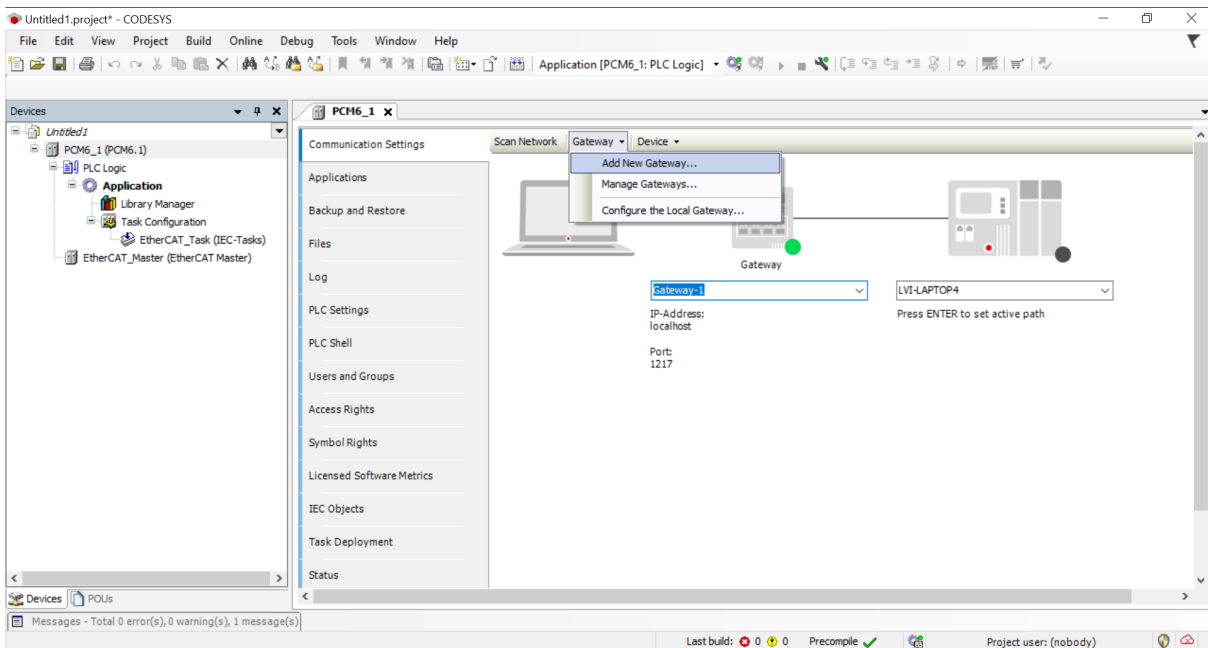 Untitled1.project* - CODESYS
File Edit View Project Build Online Debug Tools Window Help
Application [PCM6_1: PLC Logic]
Devices
Untitled1
PCM6_1 (PCM6.1)
PLC Logic
Application
Library Manager
Task Configuration
EtherCAT_Task (IEC-Tasks)
EtherCAT_Master (EtherCAT Master)
Devices POUs
PCM6_1
Communication Settings
Applications
Backup and Restore
Files
Log
PLC Settings
PLC Shell
Users and Groups
Access Rights
Symbol Rights
Licensed Software Metrics
IEC Objects
Task Deployment
Status
Scan Network Gateway Device
Add New Gateway...
Manage Gateways...
Configure the Local Gateway...
Gateway
Gateway-1
IP-Address:
localhost
Port:
1217
LVI-LAPTOP4
Press ENTER to set active path
Messages - Total 0 error(s), 0 warning(s), 1 message(s)
Last build: 0 0 Precompile Project user: (nobody)